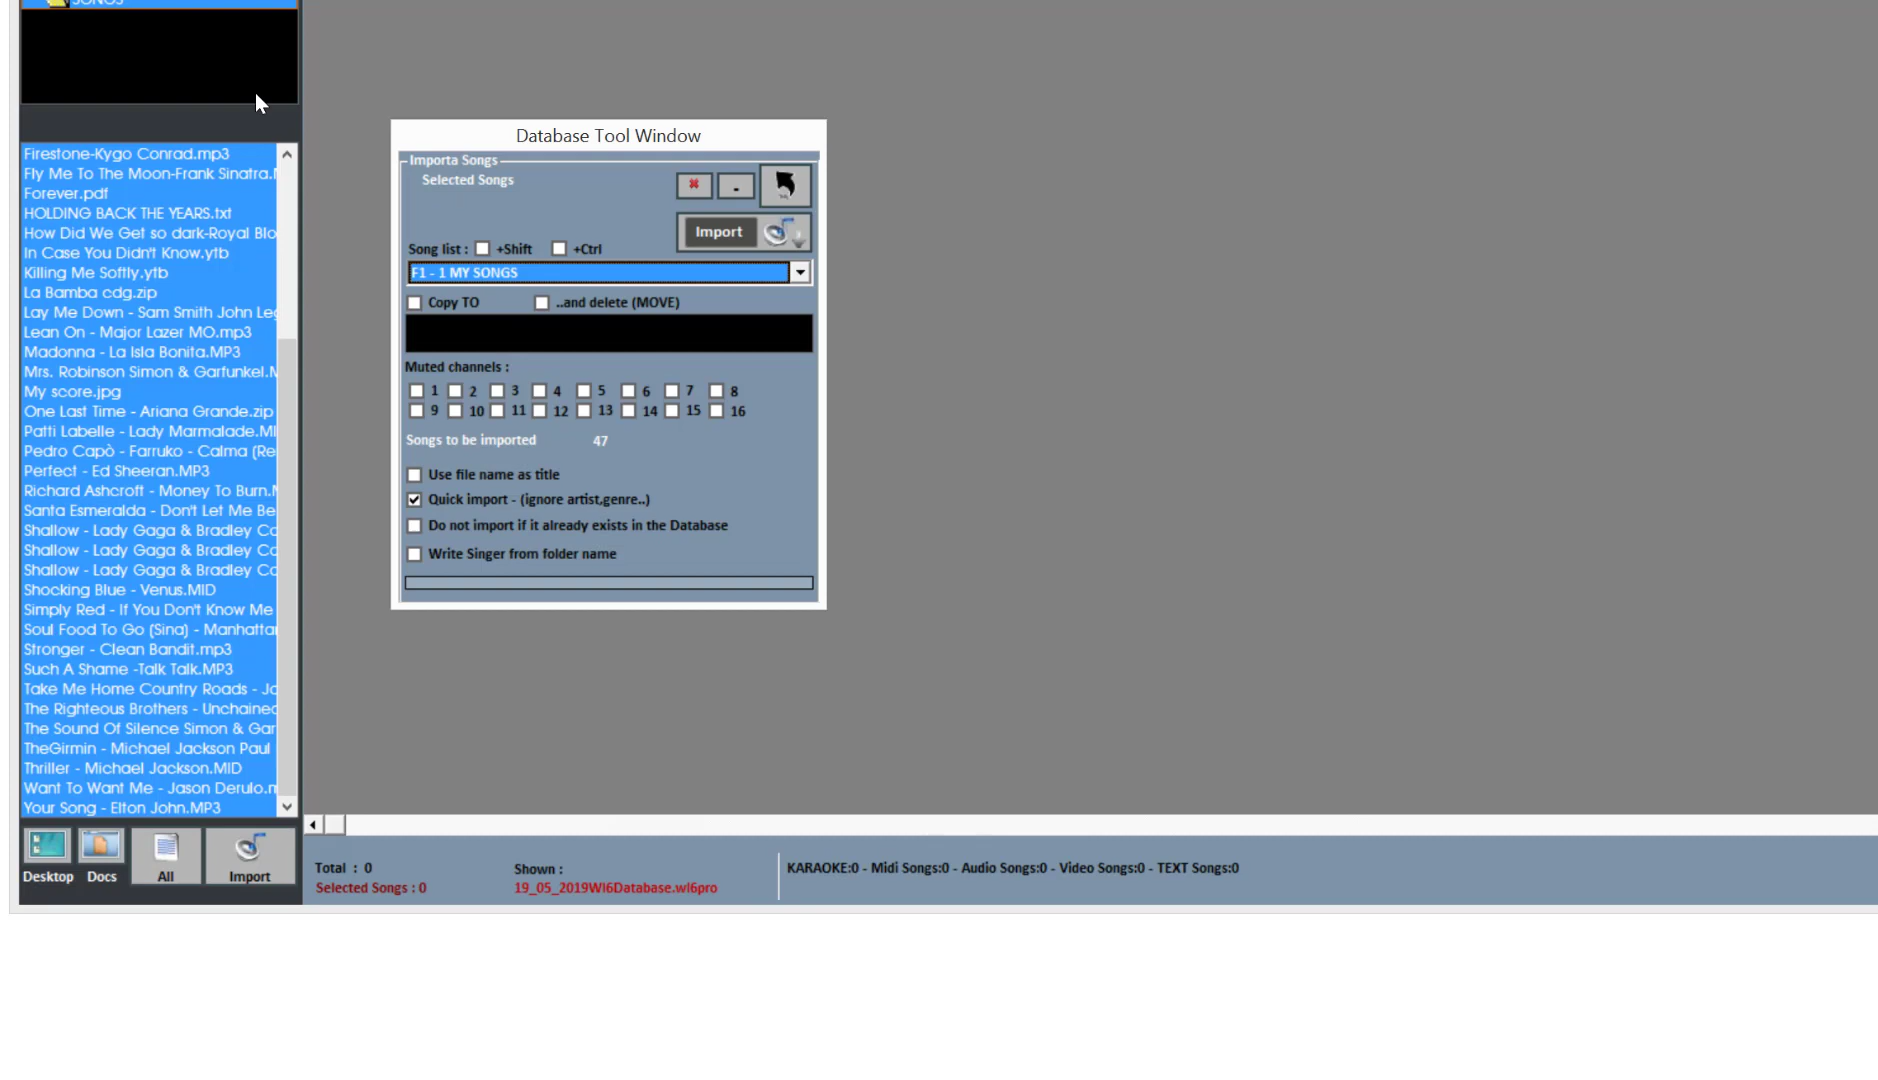 SONGS
Firestone-Kygo Conrad.mp3
Fly Me To The Moon-Frank Sinatra.
Forever.pdf
HOLDING BACK THE YEARS.txt
How Did We Get so dark-Royal Blo
In Case You Didn't Know.ytb
Killing Me Softly.ytb
La Bamba cdg.zip
Lay Me Down - Sam Smith John Leg
Lean On - Major Lazer MO.mp3
Madonna - La Isla Bonita.MP3
Mrs. Robinson Simon & Garfunkel.M
My score.jpg
One Last Time - Ariana Grande.zip
Patti Labelle - Lady Marmalade.MI
Pedro Capò - Farruko - Calma (Re
Perfect - Ed Sheeran.MP3
Richard Ashcroft - Money To Burn.M
Santa Esmeralda - Don't Let Me Be
Shallow - Lady Gaga & Bradley Co
Shallow - Lady Gaga & Bradley Co
Shallow - Lady Gaga & Bradley Co
Shocking Blue - Venus.MID
Simply Red - If You Don't Know Me
Soul Food To Go (Sina) - Manhattan
Stronger - Clean Bandit.mp3
Such A Shame -Talk Talk.MP3
Take Me Home Country Roads - Jo
The Righteous Brothers - Unchained
The Sound Of Silence Simon & Gar
TheGirmin - Michael Jackson Paul
Thriller - Michael Jackson.MID
Want To Want Me - Jason Derulo.m
Your Song - Elton John.MP3
Desktop Docs All Import
Database Tool Window
Importa Songs
Selected Songs
Import
Song list : +Shift +Ctrl
F1 - 1 MY SONGS
Copy TO ..and delete (MOVE)
Muted channels :
1 2 3 4 5 6 7 8
9 10 11 12 13 14 15 16
Songs to be imported 47
Use file name as title
Quick import - (ignore artist,genre..)
Do not import if it already exists in the Database
Write Singer from folder name
Total : 0 Shown : KARAOKE:0 - Midi Songs:0 - Audio Songs:0 - Video Songs:0 - TEXT Songs:0
Selected Songs : 0 19_05_2019Wl6Database.wl6pro